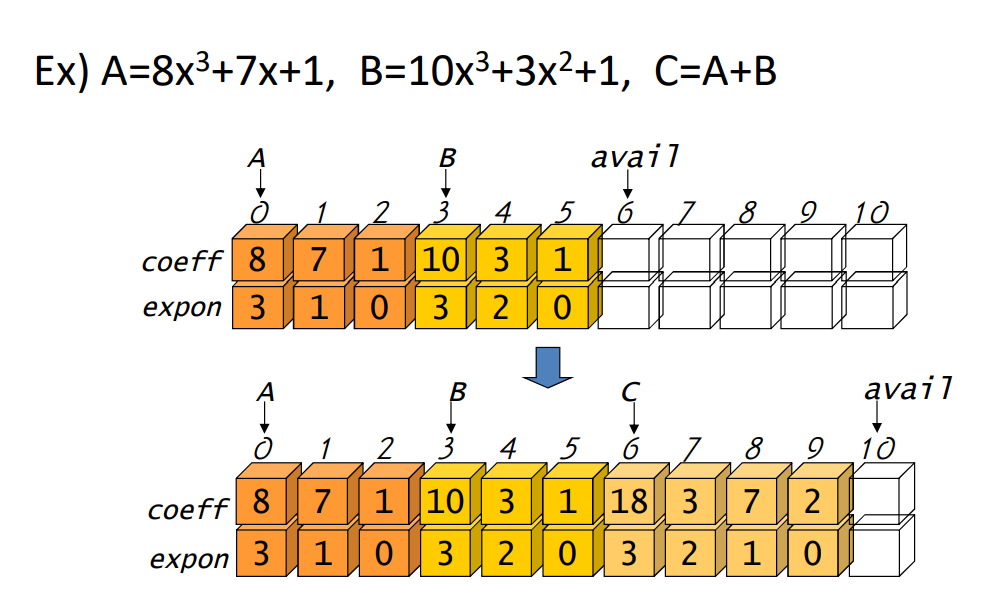 Ex) A=8x³+7x+1, B=10x³+3x²+1, C=A+B
A B avail
0 1 2 3 4 5 6 7 8 9 10
coeff 8 7 1 10 3 1
expon 3 1 0 3 2 0
A B C avail
0 1 2 3 4 5 6 7 8 9 10
coeff 8 7 1 10 3 1 18 3 7 2
expon 3 1 0 3 2 0 3 2 1 0